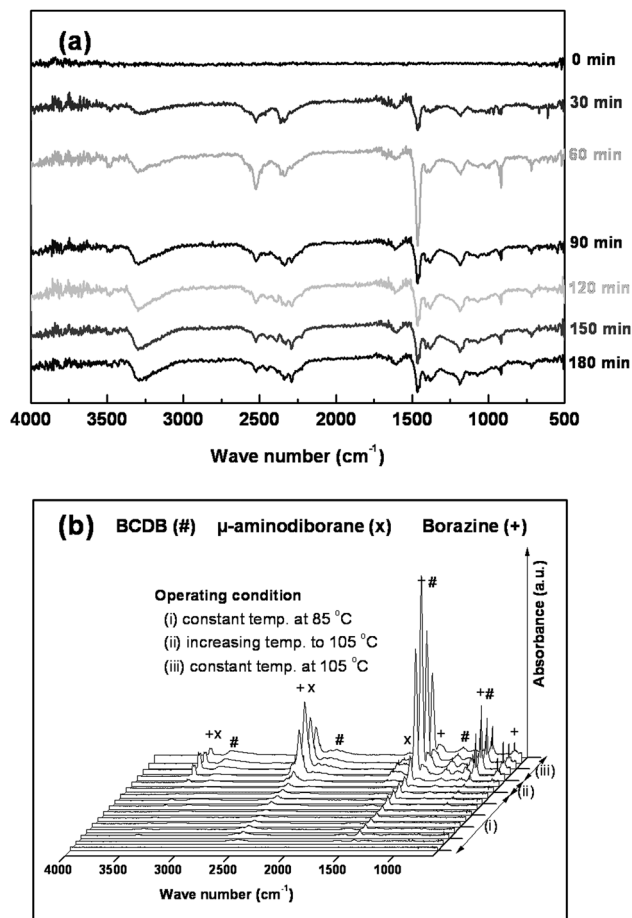 (a)
0 min
30 min
60 min
90 min
120 min
150 min
180 min
4000 3500 3000 2500 2000 1500 1000 500
Wave number (cm⁻¹)
(b) BCDB (#) μ-aminodiborane (x) Borazine (+)
Operating condition
(i) constant temp. at 85 °C
(ii) increasing temp. to 105 °C
(iii) constant temp. at 105 °C
Absorbance (a.u.)
+ #
+ x
+ #
+ x
#
#
x
+
#
+
(iii)
(ii)
(i)
4000 3500 3000 2500 2000 1500 1000
Wave number (cm⁻¹)